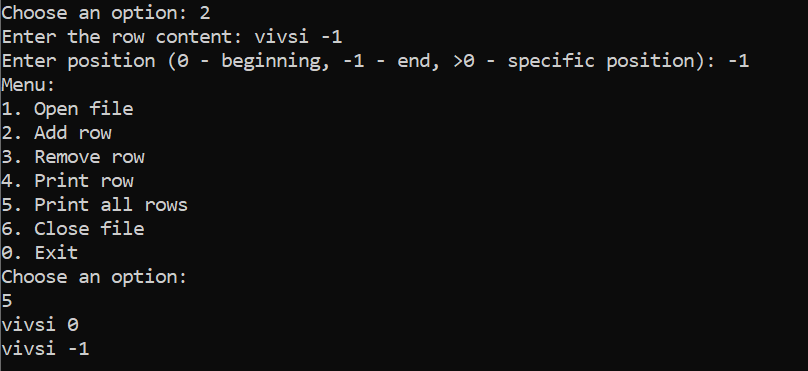 Choose an option: 2
Enter the row content: vivsi -1
Enter position (0 - beginning, -1 - end, >0 - specific position): -1
Menu:
1. Open file
2. Add row
3. Remove row
4. Print row
5. Print all rows
6. Close file
0. Exit
Choose an option:
5
vivsi 0
vivsi -1